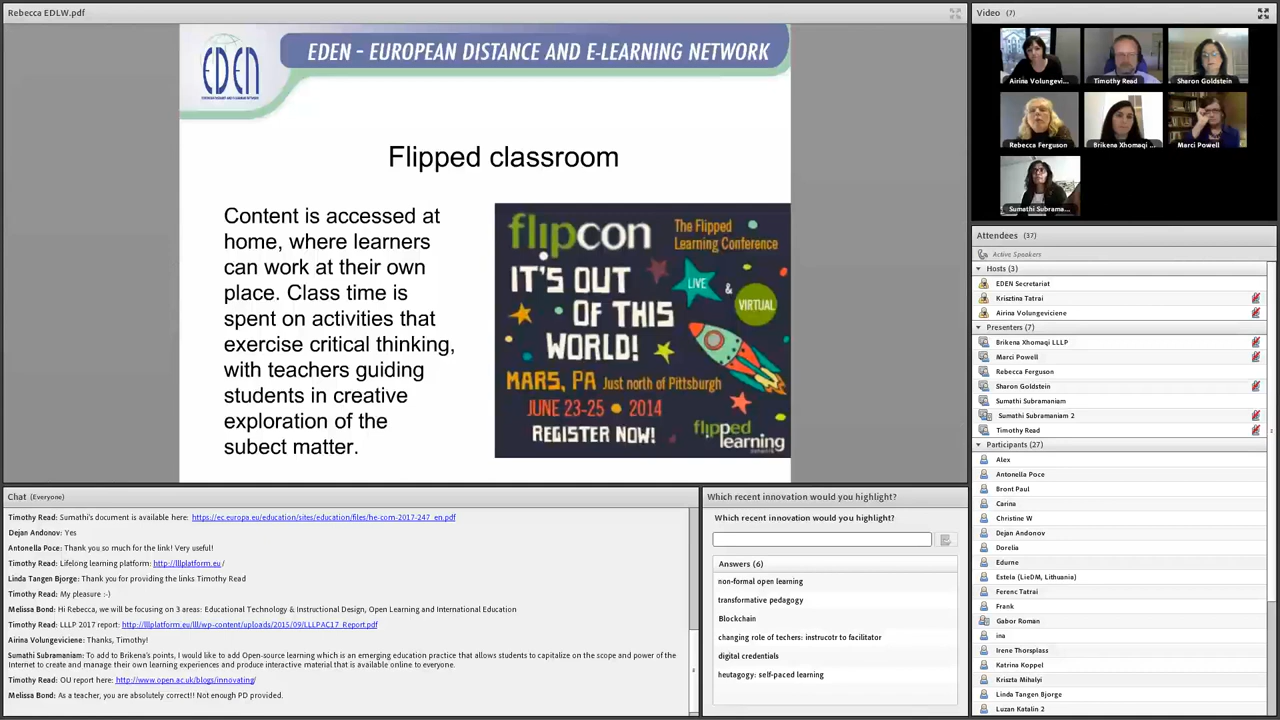 Rebecca EDLW.pdf
EDEN
EDEN - EUROPEAN DISTANCE AND E-LEARNING NETWORK
Flipped classroom
Content is accessed at
home, where learners
can work at their own
place. Class time is
spent on activities that
exercise critical thinking,
with teachers guiding
students in creative
exploration of the
subect matter.
flipcon
The Flipped
Learning Conference
IT'S OUT
OF THIS
WORLD!
LIVE
&
VIRTUAL
MARS, PA Just north of Pittsburgh
JUNE 23-25 • 2014
REGISTER NOW!
flipped
learning
Video (7)
Airina Volungevi...
Timothy Read
Sharon Goldstein
Rebecca Ferguson
Brikena Xhomaqi ...
Marci Powell
Sumathi Subrama...
Attendees (37)
Active Speakers
Hosts (3)
EDEN Secretariat
Krisztina Tatrai
Airina Volungeviciene
Presenters (7)
Brikena Xhomaqi LLLP
Marci Powell
Rebecca Ferguson
Sharon Goldstein
Sumathi Subramaniam
Sumathi Subramaniam 2
Timothy Read
Participants (27)
Alex
Antonella Poce
Bront Paul
Carina
Christine W
Dejan Andonov
Dorelia
Edurne
Estela (LieDM, Lithuania)
Ferenc Tatrai
Frank
Gabor Roman
ina
Irene Thorsplass
Katrina Koppel
Kriszta Mihalyi
Linda Tangen Bjorge
Luzan Katalin 2
Chat (Everyone)
Timothy Read: Sumathi's document is available here: https://ec.europa.eu/education/sites/education/files/he-com-2017-247_en.pdf
Dejan Andonov: Yes
Antonella Poce: Thank you so much for the link! Very useful!
Timothy Read: Lifelong learning platform: http://lllplatform.eu /
Linda Tangen Bjorge: Thank you for providing the links Timothy Read
Timothy Read: My pleasure :-)
Melissa Bond: Hi Rebecca, we will be focusing on 3 areas: Educational Technology & Instructional Design, Open Learning and International Education
Timothy Read: LLLP 2017 report: http://lllplatform.eu/lll/wp-content/uploads/2015/09/LLLPAC17_Report.pdf
Airina Volungeviciene: Thanks, Timothy!
Sumathi Subramaniam: To add to Brikena's points, I would like to add Open-source learning which is an emerging education practice that allows students to capitalize on the scope and power of the
Internet to create and manage their own learning experiences and produce interactive material that is available online to everyone.
Timothy Read: OU report here: http://www.open.ac.uk/blogs/innovating/
Melissa Bond: As a teacher, you are absolutely correct!! Not enough PD provided.
Which recent innovation would you highlight?
Which recent innovation would you highlight?
Answers (6)
non-formal open learning
transformative pedagogy
Blockchain
changing role of techers: instrucotr to facilitator
digital credentials
heutagogy: self-paced learning